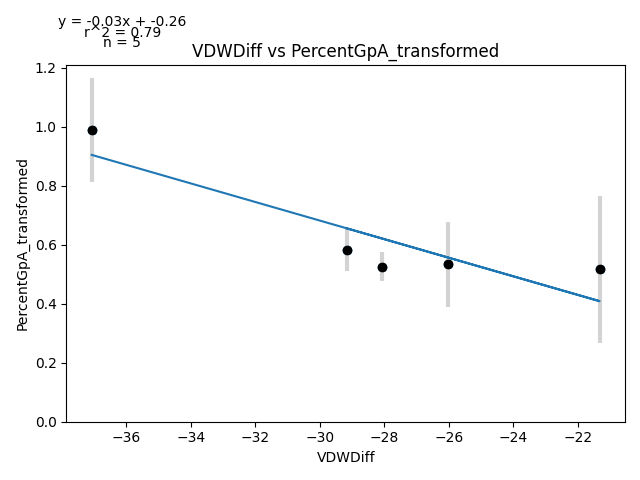 y = -0.03x + -0.26
r^2 = 0.79
n = 5
VDWDiff vs PercentGpA_transformed
1.2
1.0
0.8
0.6
0.4
0.2
0.0
PercentGpA_transformed
−36 −34 −32 −30 −28 −26 −24 −22
VDWDiff